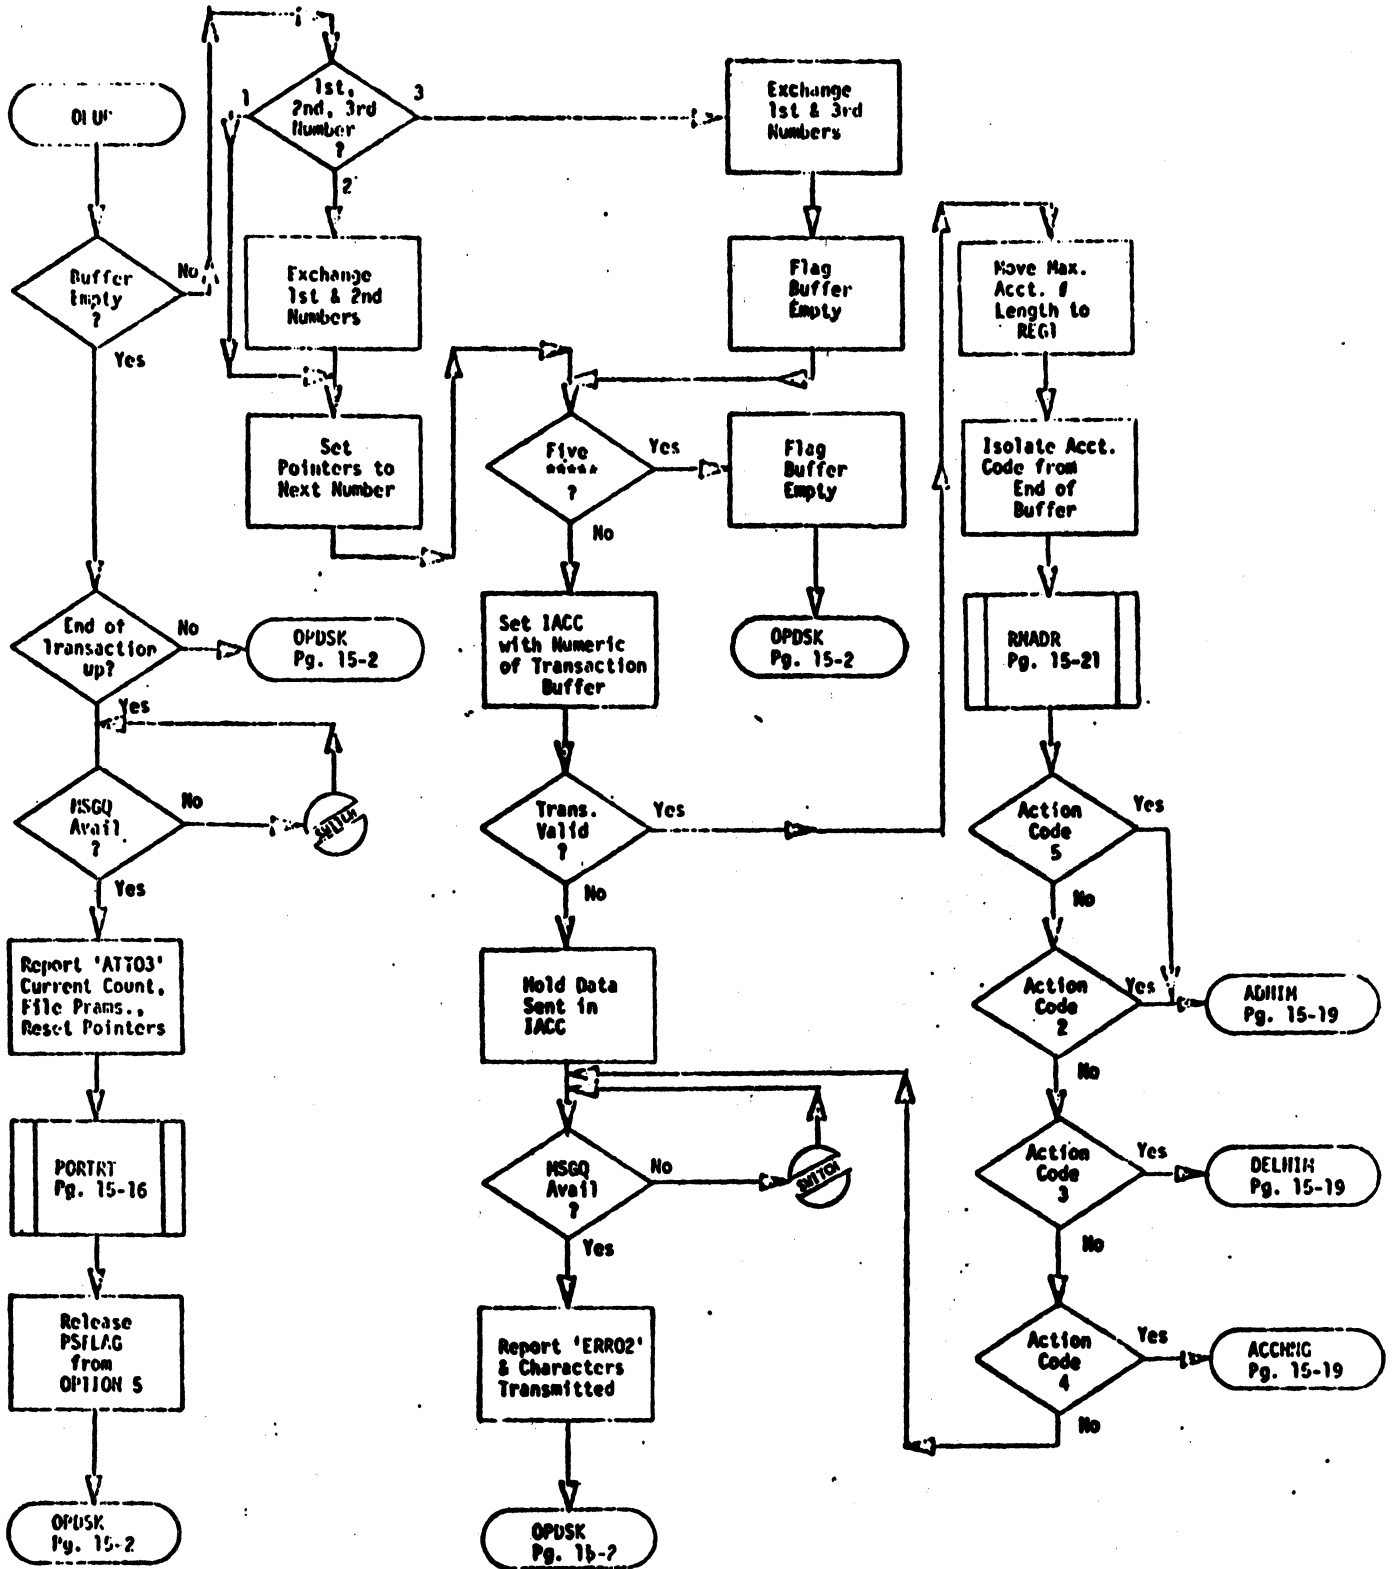 Buffer
Empty
?
No
Yes
1st,
2nd, 3rd
Number
?
1
3
2
Exchange
1st & 2nd
Numbers
Set
Pointers to
Next Number
Exchange
1st & 3rd
Numbers
Flag
Buffer
Empty
Five
*****
?
Yes
No
Flag
Buffer
Empty
OPDSK
Pg. 15-2
End of
Transaction
up?
No
Yes
OPDSK
Pg. 15-2
MSGQ
Avail
?
No
SWITCH
Yes
Report 'ATT03'
Current Count,
File Prams.,
Reset Pointers
PORTRT
Pg. 15-16
Release
PSFLAG
from
OPTION 5
OPDSK
Pg. 15-2
Set IACC
with Numeric
of Transaction
Buffer
Trans.
Valid
?
Yes
No
Hold Data
Sent in
IACC
MSGQ
Avail
?
No
SWITCH
Yes
Report 'ERR02'
& Characters
Transmitted
OPDSK
Pg. 15-2
Move Max.
Acct. #
Length to
REG1
Isolate Acct.
Code from
End of
Buffer
RNADR
Pg. 15-21
Action
Code
5
Yes
No
Action
Code
2
Yes
No
Pg. 15-19
Action
Code
3
Yes
No
Pg. 15-19
Action
Code
4
Yes
No
Pg. 15-19